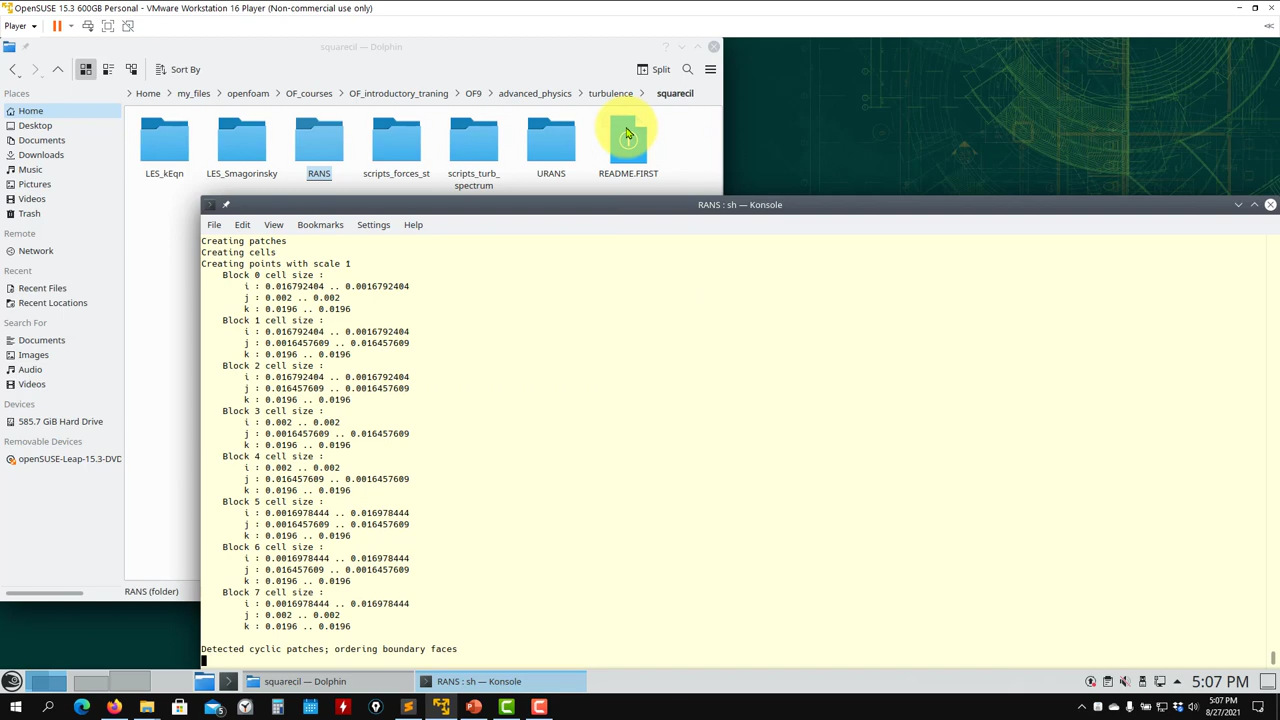 OpenSUSE 15.3 600GB Personal - VMware Workstation 16 Player (Non-commercial use only)
Player
squarecil — Dolphin
Sort By
Split
Places
Home
my_files
openfoam
OF_courses
OF_introductory_traning
OF9
advanced_physics
turbulence
squarecil
Home
Desktop
Documents
Downloads
Music
Pictures
Videos
Trash
Remote
Network
Recent
Recent Files
Recent Locations
Search For
Documents
Images
Audio
Videos
Devices
585.7 GiB Hard Drive
Removable Devices
openSUSE-Leap-15.3-DVD
LES_kEqn
LES_Smagorinsky
RANS
scripts_forces_st
scripts_turb_
spectrum
URANS
README.FIRST
RANS (folder)
RANS : sh — Konsole
File Edit View Bookmarks Settings Help
Creating patches
Creating cells
Creating points with scale 1
Block 0 cell size :
i : 0.016792404 .. 0.0016792404
j : 0.002 .. 0.002
k : 0.0196 .. 0.0196
Block 1 cell size :
i : 0.016792404 .. 0.0016792404
j : 0.0016457609 .. 0.016457609
k : 0.0196 .. 0.0196
Block 2 cell size :
i : 0.016792404 .. 0.0016792404
j : 0.016457609 .. 0.0016457609
k : 0.0196 .. 0.0196
Block 3 cell size :
i : 0.002 .. 0.002
j : 0.0016457609 .. 0.016457609
k : 0.0196 .. 0.0196
Block 4 cell size :
i : 0.002 .. 0.002
j : 0.016457609 .. 0.0016457609
k : 0.0196 .. 0.0196
Block 5 cell size :
i : 0.0016978444 .. 0.016978444
j : 0.0016457609 .. 0.016457609
k : 0.0196 .. 0.0196
Block 6 cell size :
i : 0.0016978444 .. 0.016978444
j : 0.016457609 .. 0.0016457609
k : 0.0196 .. 0.0196
Block 7 cell size :
i : 0.0016978444 .. 0.016978444
j : 0.002 .. 0.002
k : 0.0196 .. 0.0196
Detected cyclic patches; ordering boundary faces
squarecil — Dolphin
RANS : sh — Konsole
5:07 PM
5:07 PM
8/27/2021